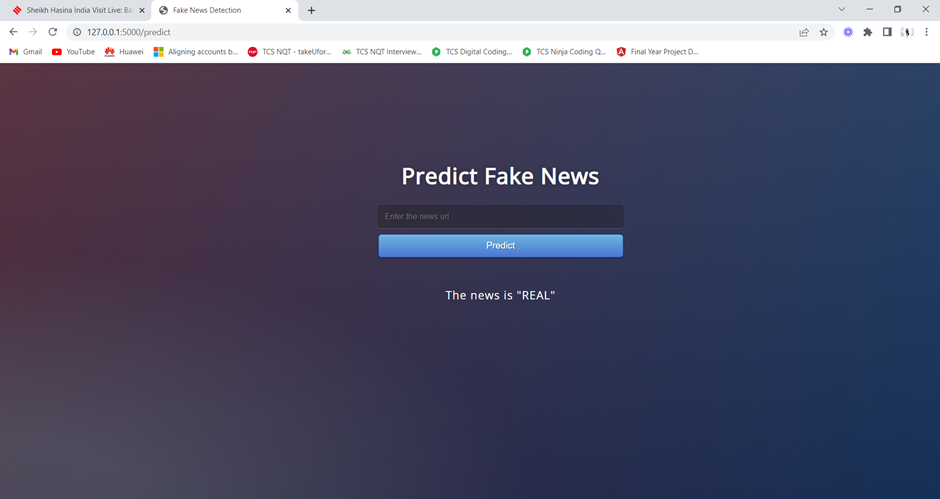 Sheikh Hasina India Visit Live: Ba
Fake News Detection
127.0.0.1:5000/predict
Gmail
YouTube
Huawei
Aligning accounts b...
TCS NQT - takeUfor...
TCS NQT Interview...
TCS Digital Coding...
TCS Ninja Coding Q...
Final Year Project D...
Predict Fake News
Enter the news url
Predict
The news is "REAL"